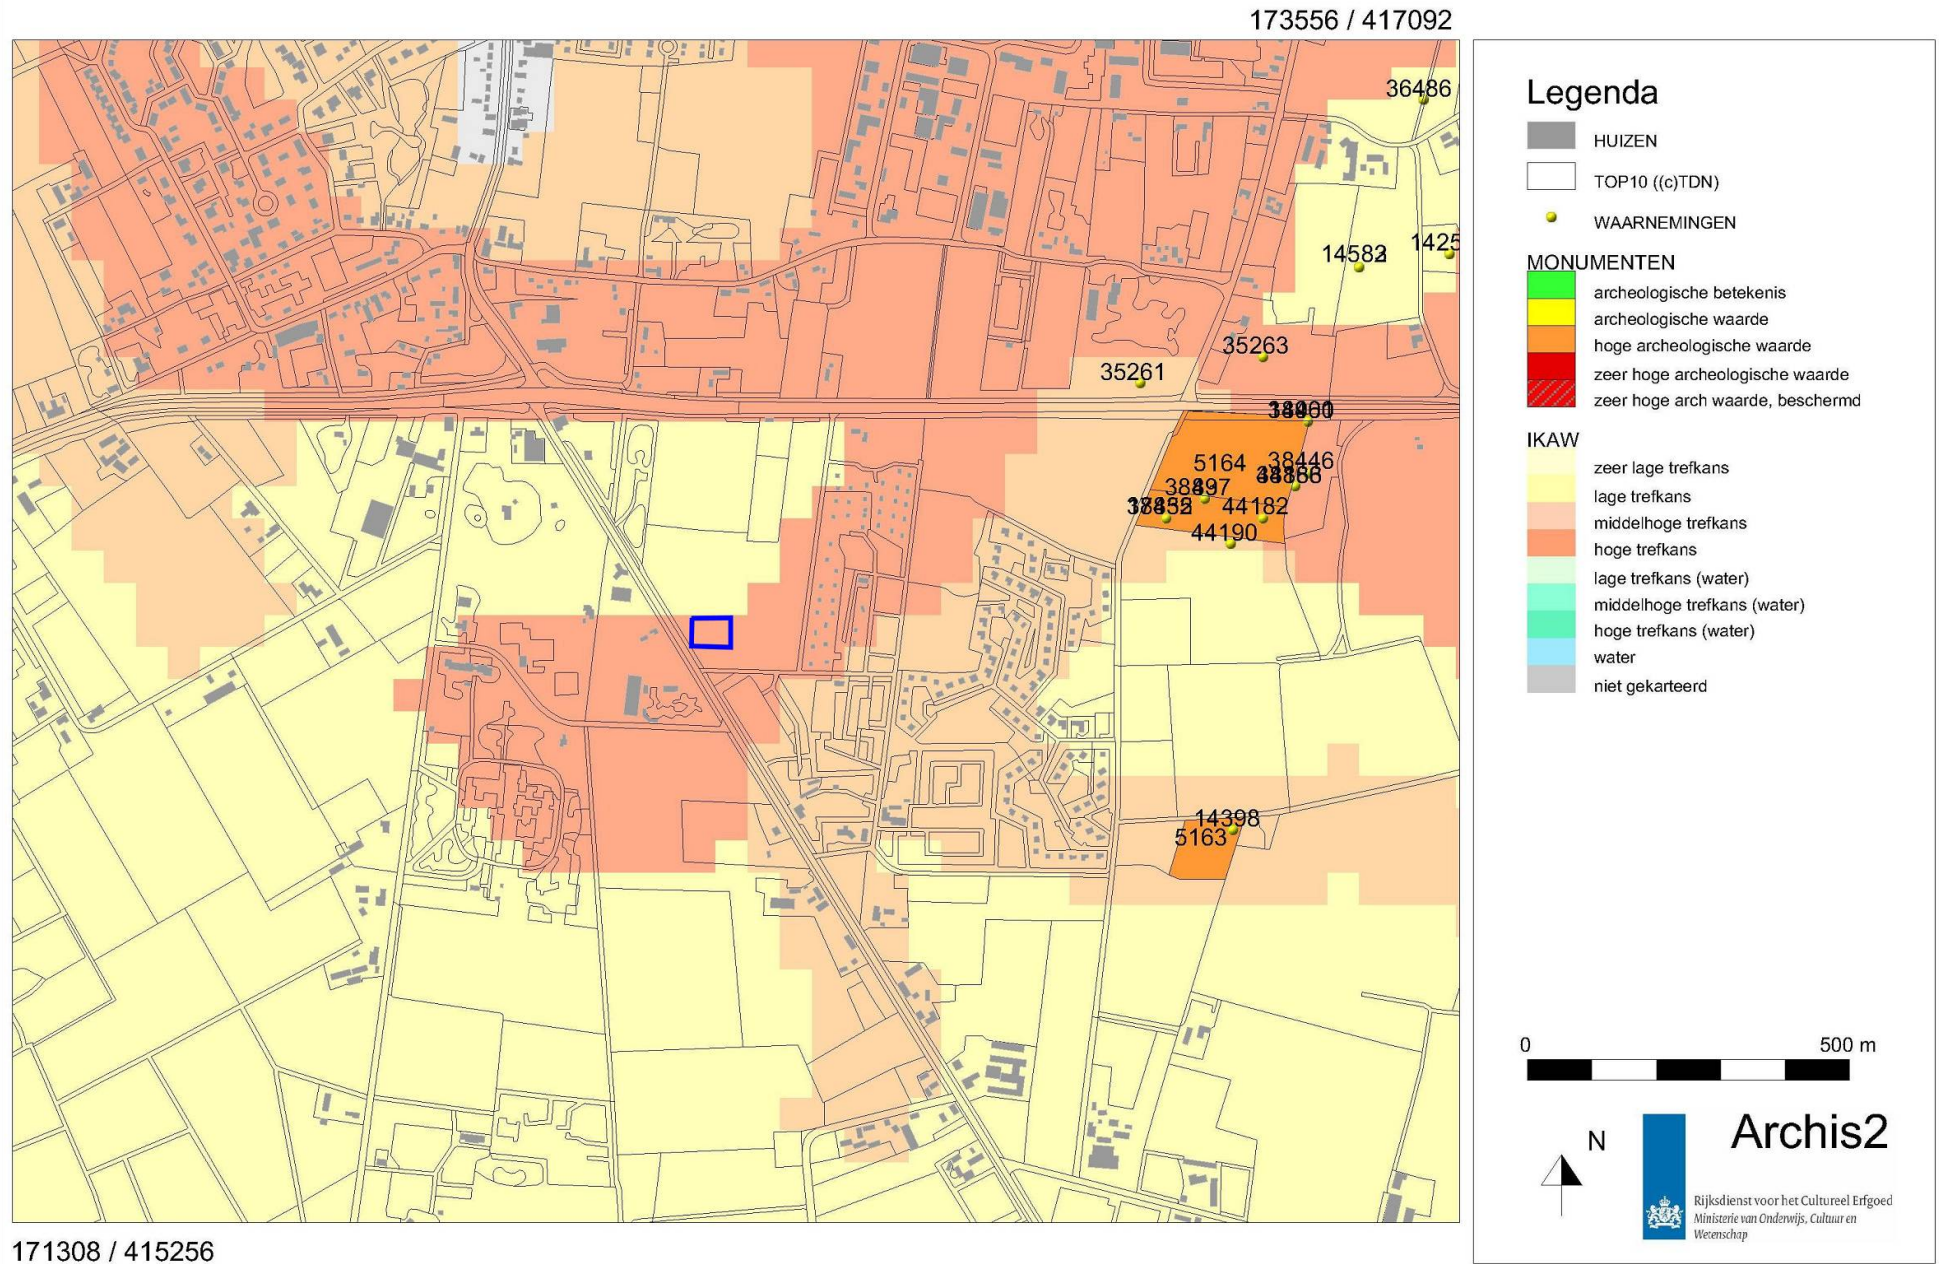 173556 / 417092
36486
14583
1425
35263
35261
5164
38446
44182
44190
14398
5163
171308 / 415256
Legenda
HUIZEN
TOP10 ((c)TDN)
WAARNEMINGEN
MONUMENTEN
archeologische betekenis
archeologische waarde
hoge archeologische waarde
zeer hoge archeologische waarde
zeer hoge arch waarde, beschermd
IKAW
zeer lage trefkans
lage trefkans
middelhoge trefkans
hoge trefkans
lage trefkans (water)
middelhoge trefkans (water)
hoge trefkans (water)
water
niet gekarteerd
0 500 m
N
Archis2
Rijksdienst voor het Cultureel Erfgoed
Ministerie van Onderwijs, Cultuur en
Wetenschap